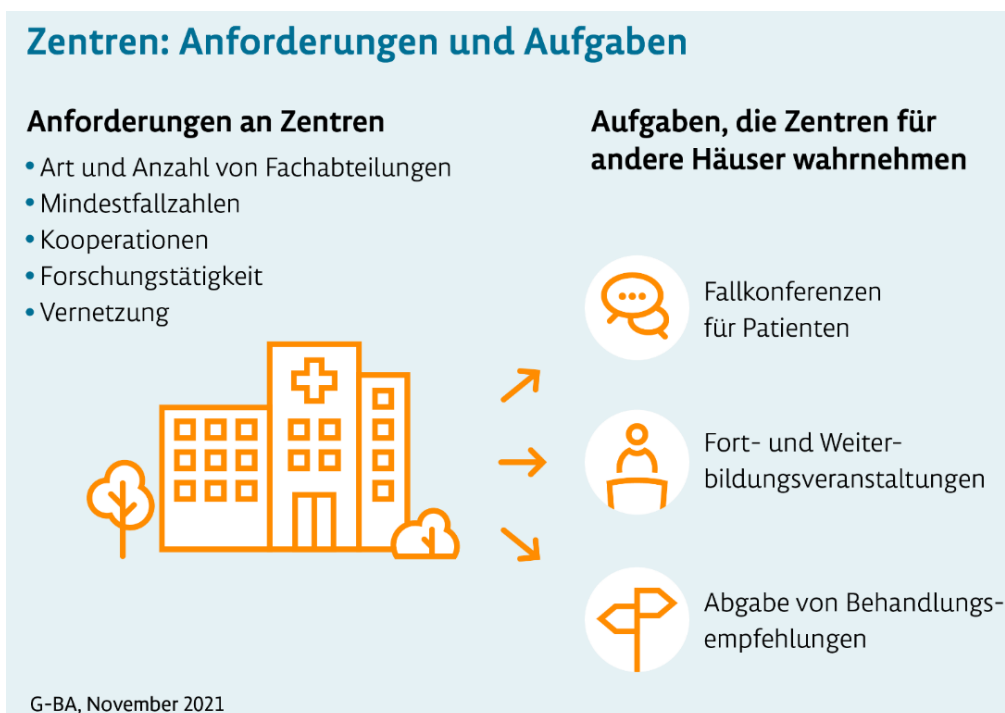 Zentren: Anforderungen und Aufgaben
Anforderungen an Zentren
• Art und Anzahl von Fachabteilungen
• Mindestfallzahlen
• Kooperationen
• Forschungstätigkeit
• Vernetzung
Aufgaben, die Zentren für
andere Häuser wahrnehmen
Fallkonferenzen
für Patienten
Fort- und Weiter-
bildungsveranstaltungen
Abgabe von Behandlungs-
empfehlungen
G-BA, November 2021